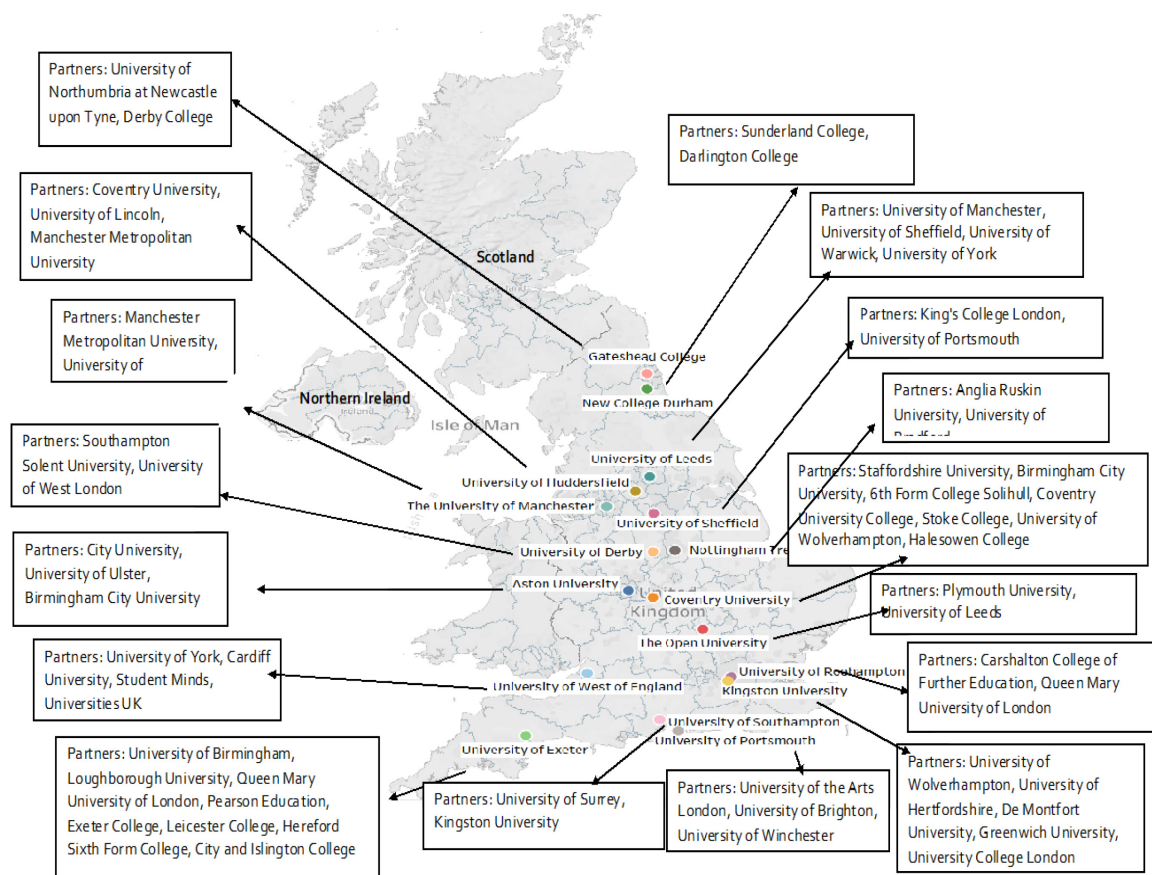 Partners: University of
Northumbria at Newcastle
upon Tyne, Derby College
Partners: Sunderland College,
Darlington College
Partners: Coventry University,
University of Lincoln,
Manchester Metropolitan
University
Partners: University of Manchester,
University of Sheffield, University of
Warwick, University of York
Scotland
Partners: Manchester
Metropolitan University,
University of
Partners: King's College London,
University of Portsmouth
Gateshead College
New College Durham
Northern Ireland
Ireland
Isle of Man
Partners: Anglia Ruskin
University, University of
Partners: Southampton
Solent University, University
of West London
University of Leeds
University of Huddersfield
The University of Manchester
University of Sheffield
University of Derby
Nottingham Tre
Partners: Staffordshire University, Birmingham City
University, 6th Form College Solihull, Coventry
University College, Stoke College, University of
Wolverhampton, Halesowen College
Partners: City University,
University of Ulster,
Birmingham City University
Aston University
United
Kingdom
Coventry University
The Open University
Partners: Plymouth University,
University of Leeds
Partners: University of York, Cardiff
University, Student Minds,
Universities UK
University of West of England
University of Roehampton
Kingston University
Partners: Carshalton College of
Further Education, Queen Mary
University of London
University of Southampton
University of Portsmouth
University of Exeter
Partners: University of Birmingham,
Loughborough University, Queen Mary
University of London, Pearson Education,
Exeter College, Leicester College, Hereford
Sixth Form College, City and Islington College
Partners: University of Surrey,
Kingston University
Partners: University of the Arts
London, University of Brighton,
University of Winchester
Partners: University of
Wolverhampton, University of
Hertfordshire, De Montfort
University, Greenwich University,
University College London